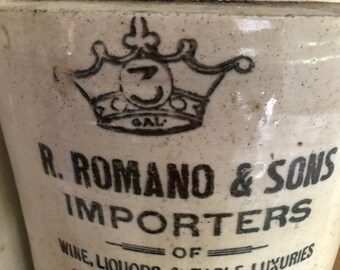 3
GAL.
R. ROMANO & SONS
IMPORTERS
OF
WINE, LIQUORS & TABLE LUXURIES